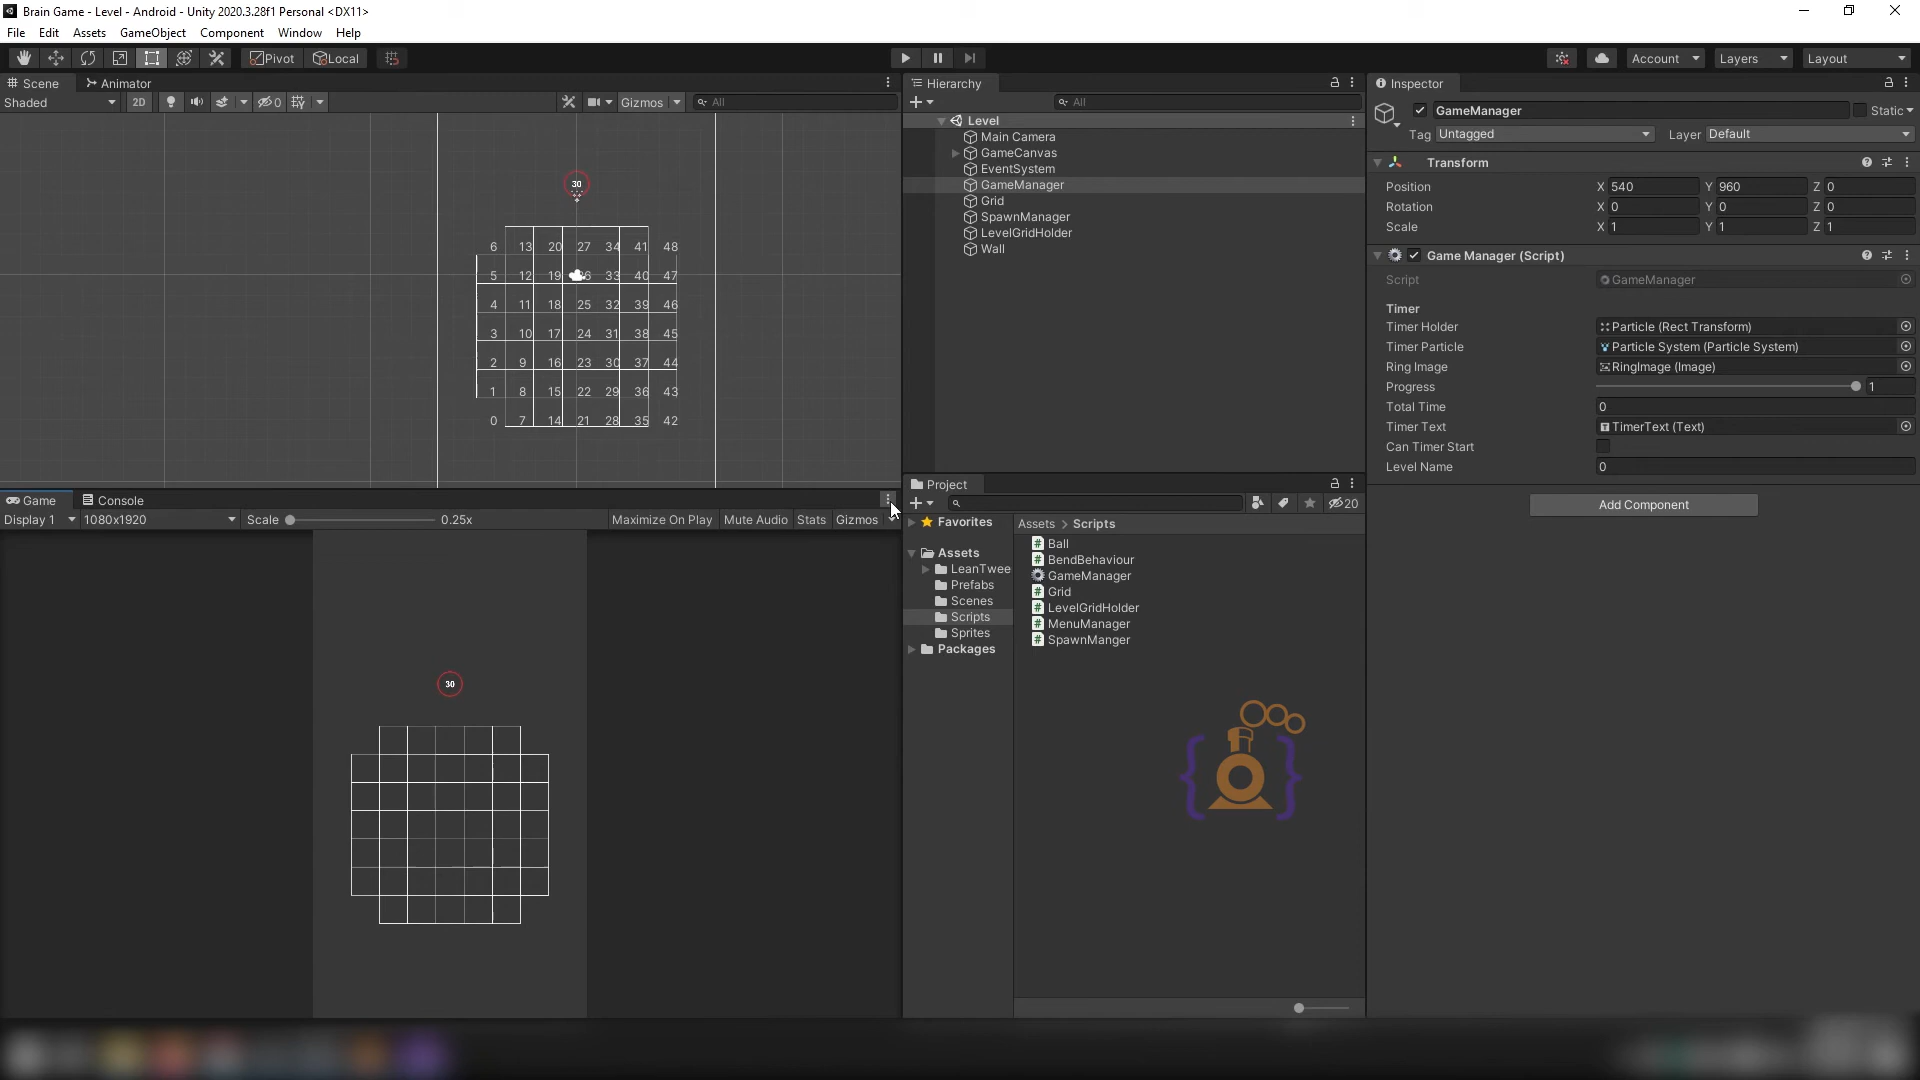 Brain Game - Level - Android - Unity 2020.3.28f1 Personal <DX11>
File Edit Assets GameObject Component Window Help
Pivot Local Account Layers Layout
Scene Animator
Shaded 2D 0 Gizmos All
30
6 13 20 27 34 41 48
5 12 19 26 33 40 47
4 11 18 25 32 39 46
3 10 17 24 31 38 45
2 9 16 23 30 37 44
1 8 15 22 29 36 43
0 7 14 21 28 35 42
Game Console
Display 1 1080x1920 Scale 0.25x Maximize On Play Mute Audio Stats Gizmos
30
Hierarchy
All
Level
Main Camera
GameCanvas
EventSystem
GameManager
Grid
SpawnManager
LevelGridHolder
Wall
Project
20
Favorites
Assets
LeanTwee
Prefabs
Scenes
Scripts
Sprites
Packages
Assets > Scripts
Ball
BendBehaviour
GameManager
Grid
LevelGridHolder
MenuManager
SpawnManger
Inspector
GameManager Static
Tag Untagged Layer Default
Transform
Position X 540 Y 960 Z 0
Rotation X 0 Y 0 Z 0
Scale X 1 Y 1 Z 1
Game Manager (Script)
Script GameManager
Timer
Timer Holder Particle (Rect Transform)
Timer Particle Particle System (Particle System)
Ring Image RingImage (Image)
Progress 1
Total Time 0
Timer Text TimerText (Text)
Can Timer Start
Level Name 0
Add Component